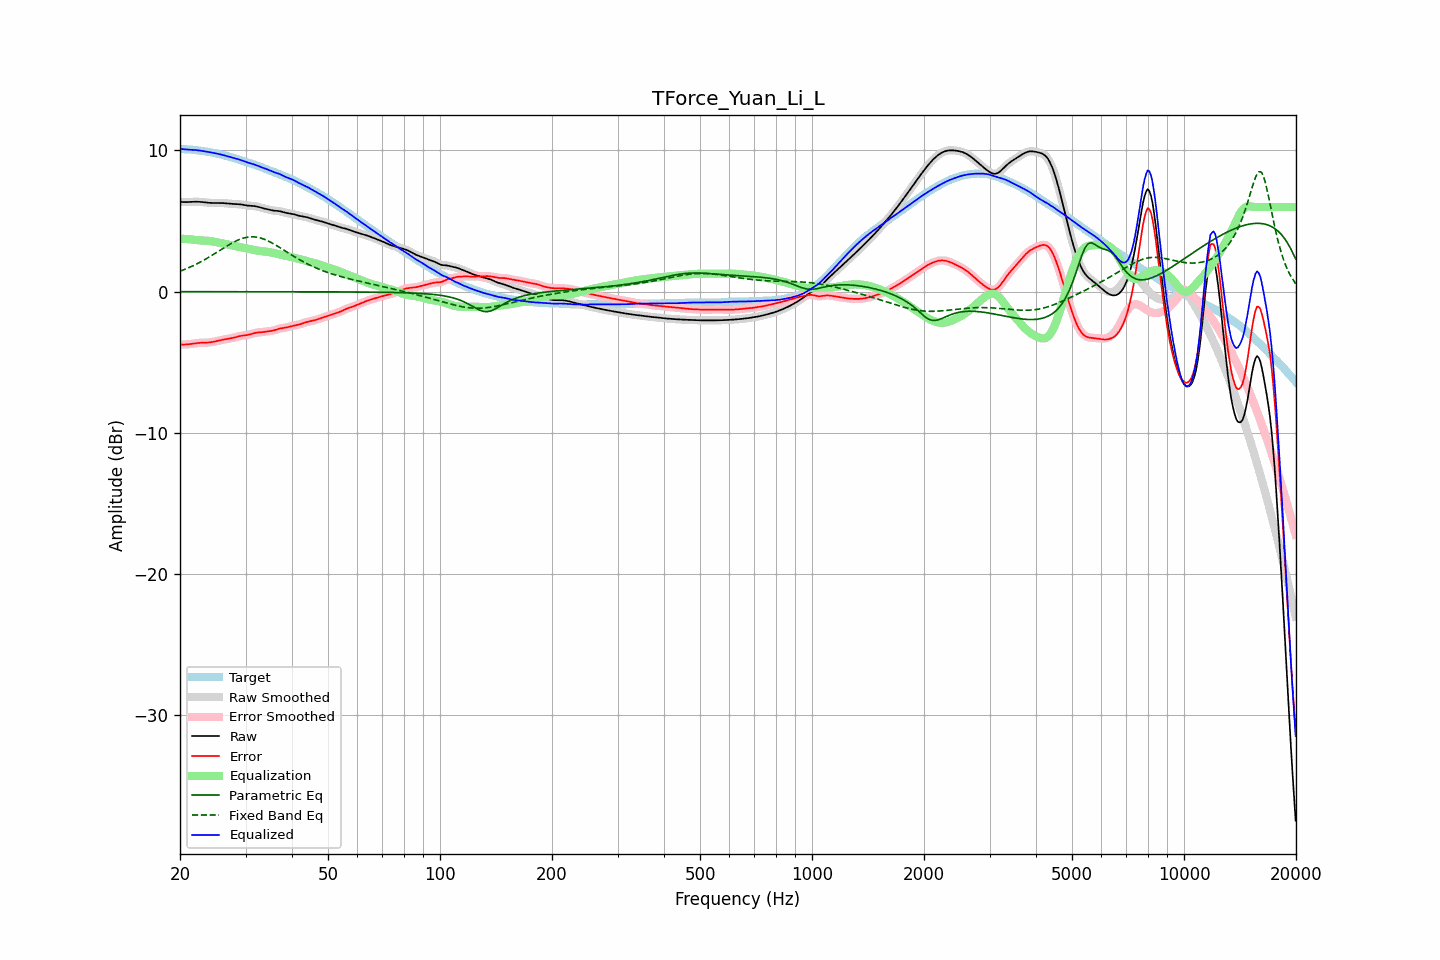 TForce_Yuan_Li_L
10
0
−10
−20
−30
Amplitude (dBr)
Target
Raw Smoothed
Error Smoothed
Raw
Error
Equalization
Parametric Eq
Fixed Band Eq
Equalized
20 50 100 200 500 1000 2000 5000 10000 20000
Frequency (Hz)